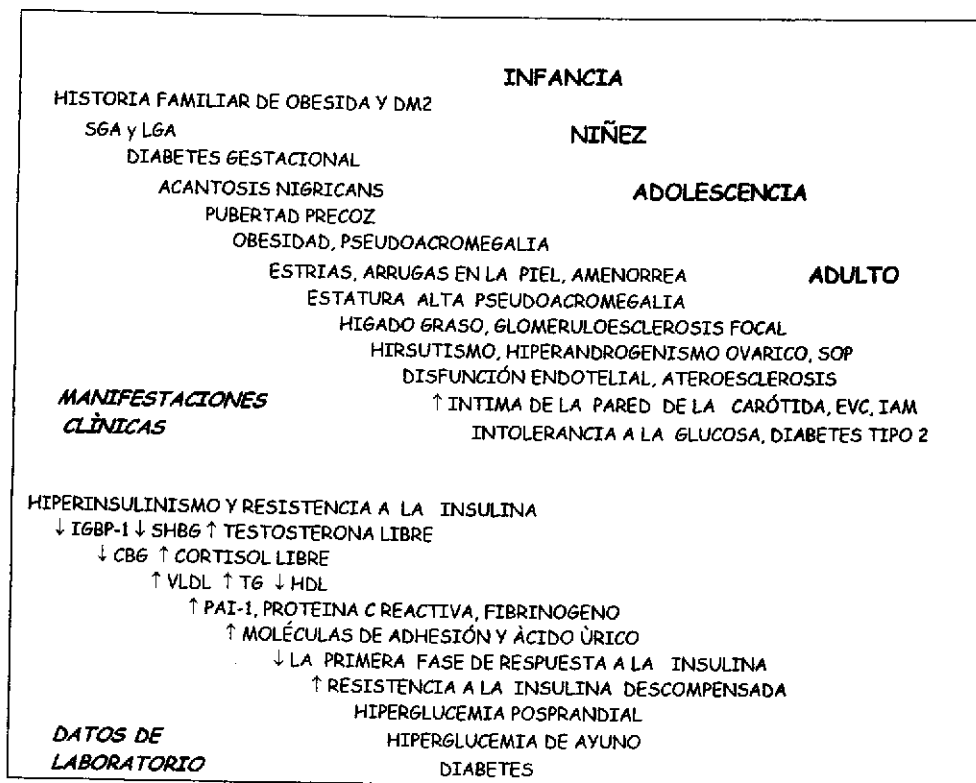 INFANCIA
HISTORIA FAMILIAR DE OBESIDA Y DM2
SGA y LGA
NIÑEZ
DIABETES GESTACIONAL
ACANTOSIS NIGRICANS
ADOLESCENCIA
PUBERTAD PRECOZ
OBESIDAD, PSEUDOACROMEGALIA
ESTRIAS, ARRUGAS EN LA PIEL, AMENORREA
ADULTO
ESTATURA ALTA PSEUDOACROMEGALIA
HIGADO GRASO, GLOMERULOESCLEROSIS FOCAL
HIRSUTISMO, HIPERANDROGENISMO OVARICO, SOP
DISFUNCIÓN ENDOTELIAL, ATEROESCLEROSIS
MANIFESTACIONES
CLÌNICAS
↑ INTIMA DE LA PARED DE LA CARÓTIDA, EVC, IAM
INTOLERANCIA A LA GLUCOSA, DIABETES TIPO 2
HIPERINSULINISMO Y RESISTENCIA A LA INSULINA
↓ IGBP-1 ↓ SHBG ↑ TESTOSTERONA LIBRE
↓ CBG ↑ CORTISOL LIBRE
↑ VLDL ↑ TG ↓ HDL
↑ PAI-1, PROTEINA C REACTIVA, FIBRINOGENO
↑ MOLÉCULAS DE ADHESIÓN Y ÀCIDO ÙRICO
↓ LA PRIMERA FASE DE RESPUESTA A LA INSULINA
↑ RESISTENCIA A LA INSULINA DESCOMPENSADA
HIPERGLUCEMIA POSPRANDIAL
DATOS DE
LABORATORIO
HIPERGLUCEMIA DE AYUNO
DIABETES